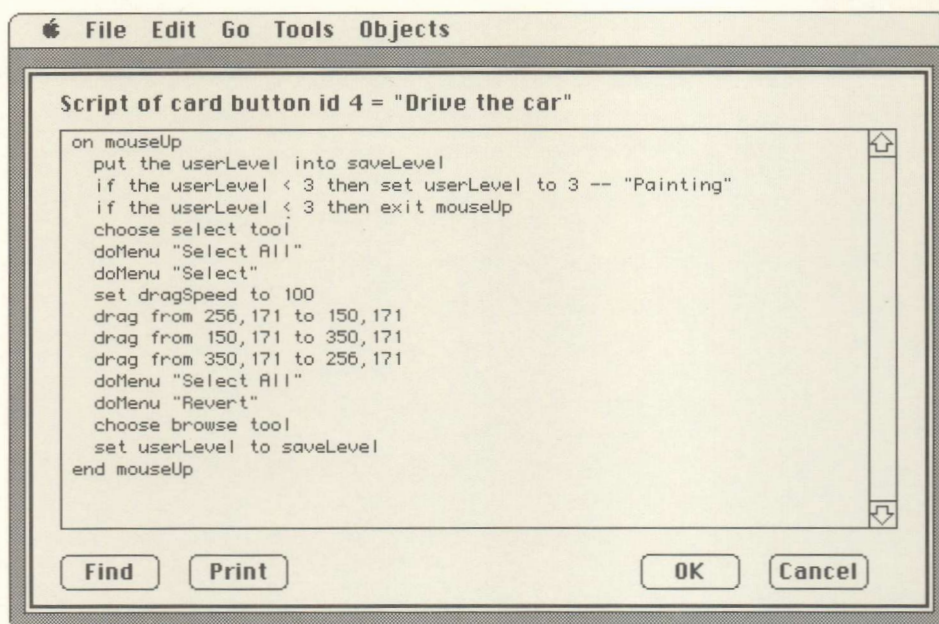 File Edit Go Tools Objects
Script of card button id 4 = "Drive the car"
on mouseUp
put the userLevel into saveLevel
if the userLevel < 3 then set userLevel to 3 -- "Painting"
if the userLevel < 3 then exit mouseUp
choose select tool
doMenu "Select All"
doMenu "Select"
set dragSpeed to 100
drag from 256,171 to 150,171
drag from 150,171 to 350,171
drag from 350,171 to 256,171
doMenu "Select All"
doMenu "Revert"
choose browse tool
set userLevel to saveLevel
end mouseUp
Find Print OK Cancel